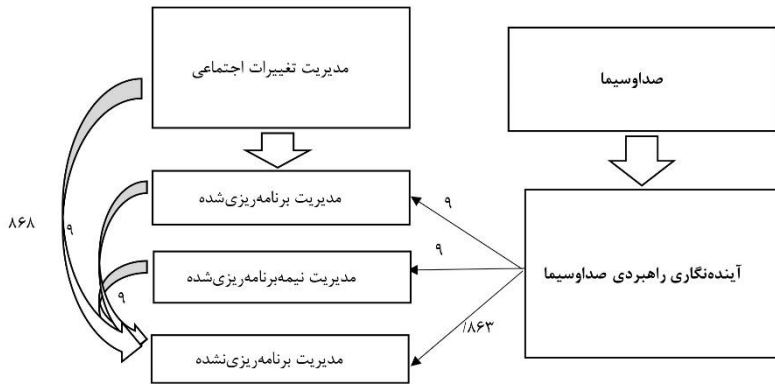 صداوسیما
مدیریت تغییرات اجتماعی
آینده‌نگاری راهبردی صداوسیما
مدیریت برنامه‌ریزی‌شده
مدیریت نیمه‌برنامه‌ریزی‌شده
مدیریت برنامه‌ریزی‌نشده
۹
۹
/۸۶۳
۸۶۸
۹
۹